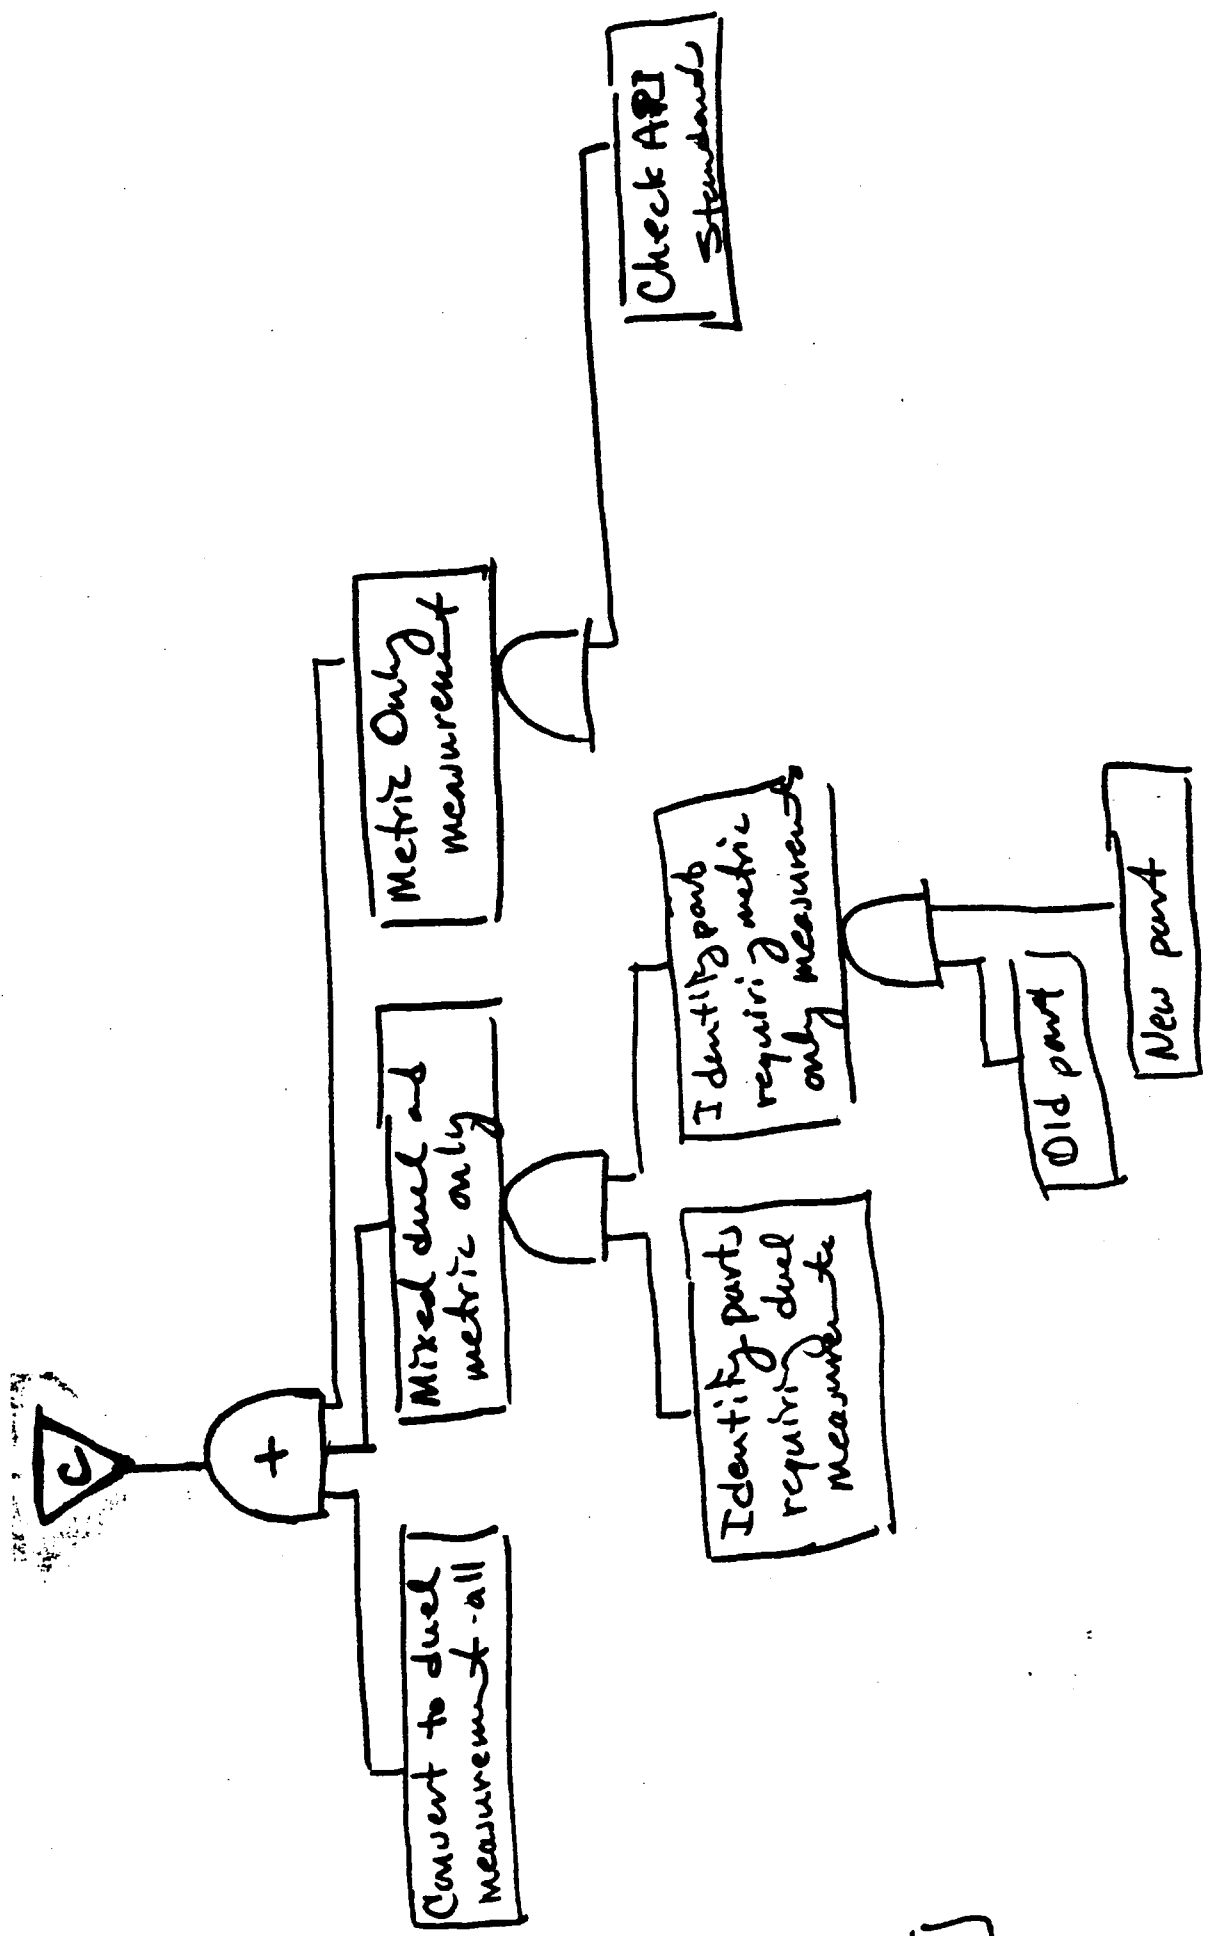 C
+
Convert to duel
measurement-all
Mixed duel and
metric only
Metric Only
measurement
Identify parts
requiring duel
measurements
Identify parts
requiring metric
only measurements
Check API
Standard
Old part
New part